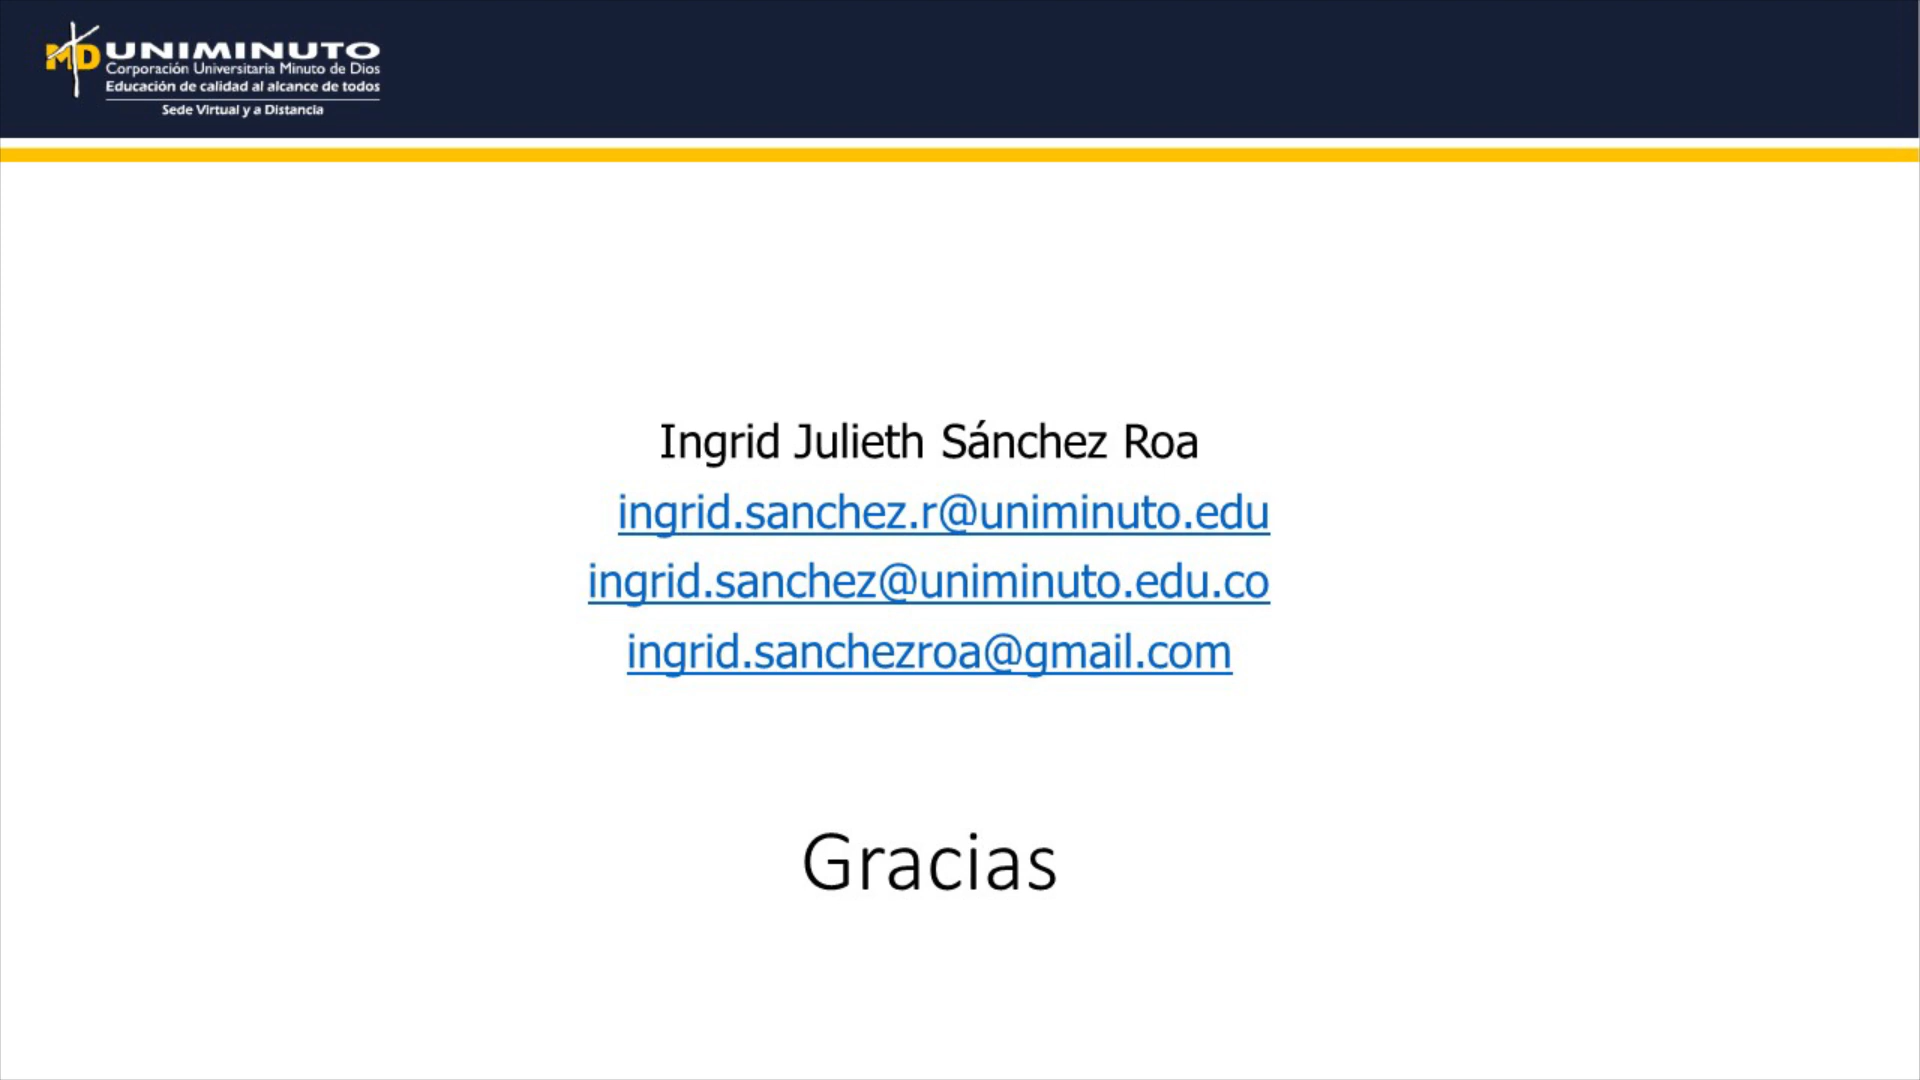 MD UNIMINUTO
Corporación Universitaria Minuto de Dios
Educación de calidad al alcance de todos
Sede Virtual y a Distancia
Ingrid Julieth Sánchez Roa
ingrid.sanchez.r@uniminuto.edu
ingrid.sanchez@uniminuto.edu.co
ingrid.sanchezroa@gmail.com
Gracias